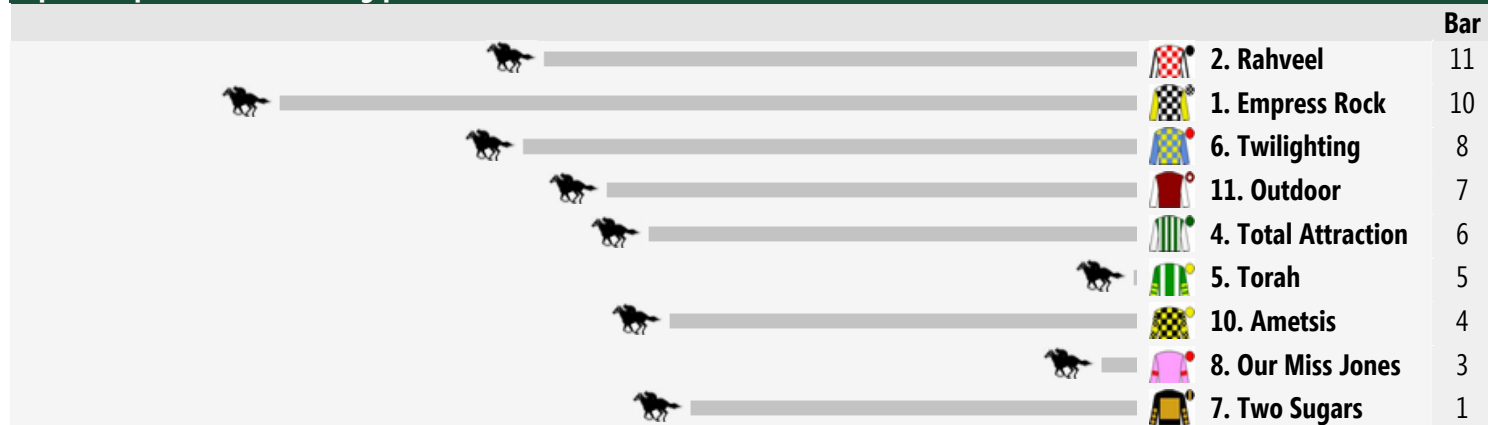 Bar
2. Rahveel 11
1. Empress Rock 10
6. Twilighting 8
11. Outdoor 7
4. Total Attraction 6
5. Torah 5
10. Ametsis 4
8. Our Miss Jones 3
7. Two Sugars 1